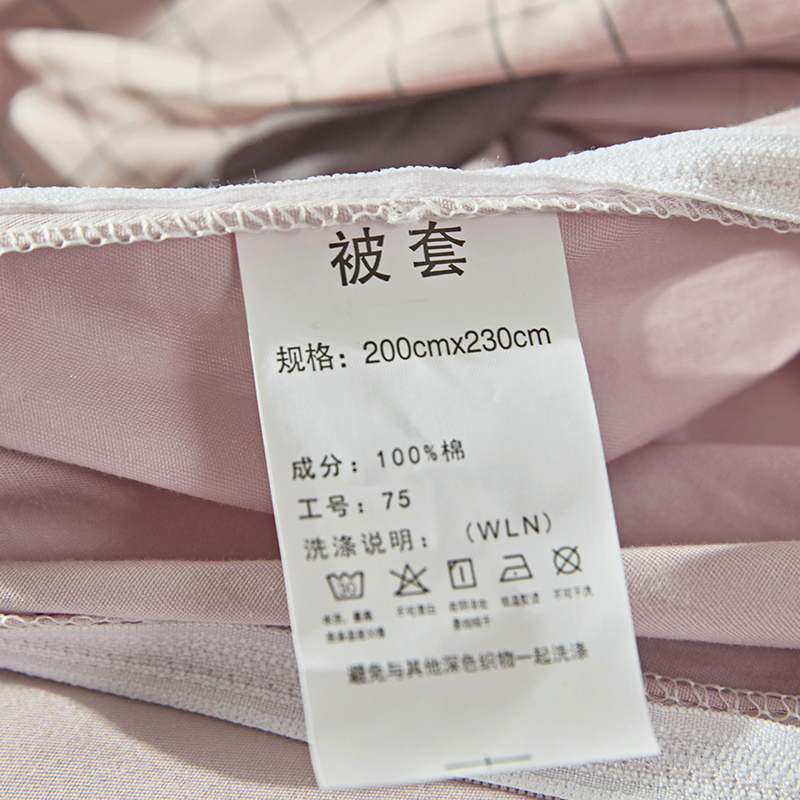 被套
规格：200cmx230cm
成分：100%棉
工号：75
洗涤说明：（WLN）
30
不可漂白
不可干洗
避免与其他深色织物一起洗涤